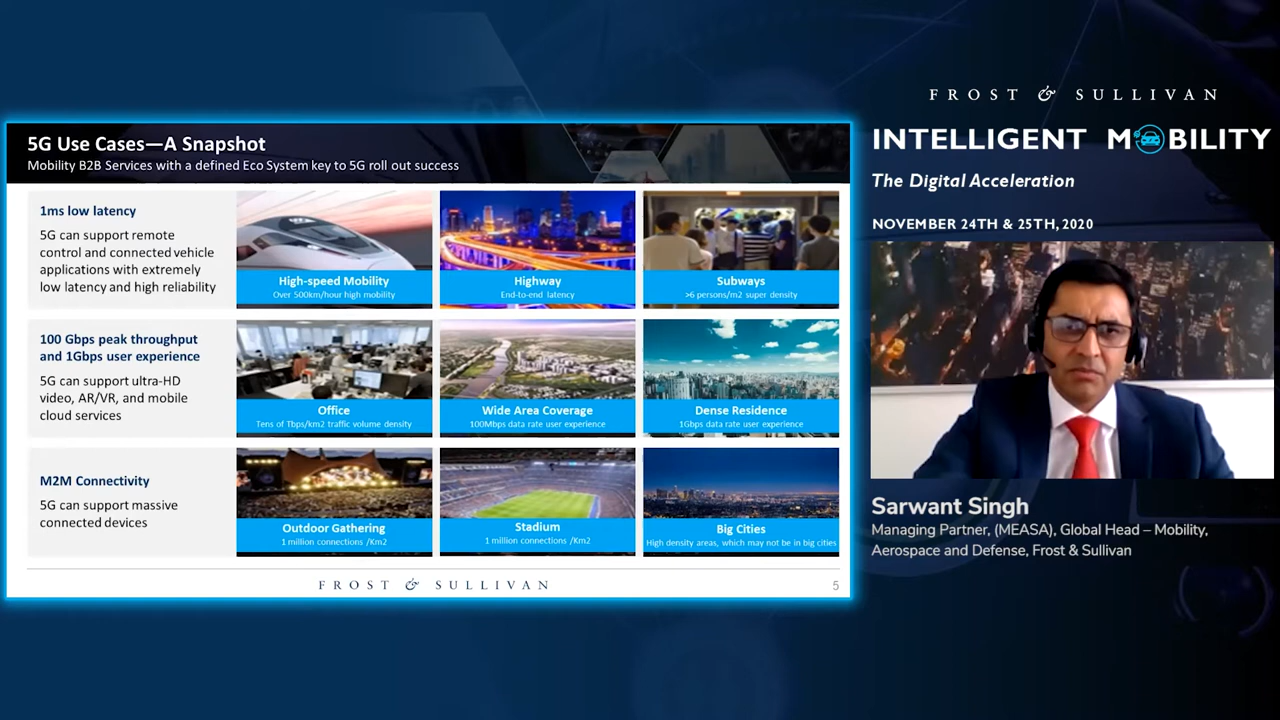 5G Use Cases—A Snapshot
Mobility B2B Services with a defined Eco System key to 5G roll out success
1ms low latency
5G can support remote
control and connected vehicle
applications with extremely
low latency and high reliability
High-speed Mobility
Over 500km/hour high mobility
Highway
End-to-end latency
Subways
>6 persons/m2 super density
100 Gbps peak throughput
and 1Gbps user experience
5G can support ultra-HD
video, AR/VR, and mobile
cloud services
Office
Tens of Tbps/km2 traffic volume density
Wide Area Coverage
100Mbps data rate user experience
Dense Residence
1Gbps data rate user experience
M2M Connectivity
5G can support massive
connected devices
Outdoor Gathering
1 million connections /Km2
Stadium
1 million connections /Km2
Big Cities
High density areas, which may not be in big cities
FROST & SULLIVAN
5
FROST & SULLIVAN
INTELLIGENT MOBILITY
The Digital Acceleration
NOVEMBER 24TH & 25TH, 2020
Sarwant Singh
Managing Partner, (MEASA), Global Head – Mobility,
Aerospace and Defense, Frost & Sullivan